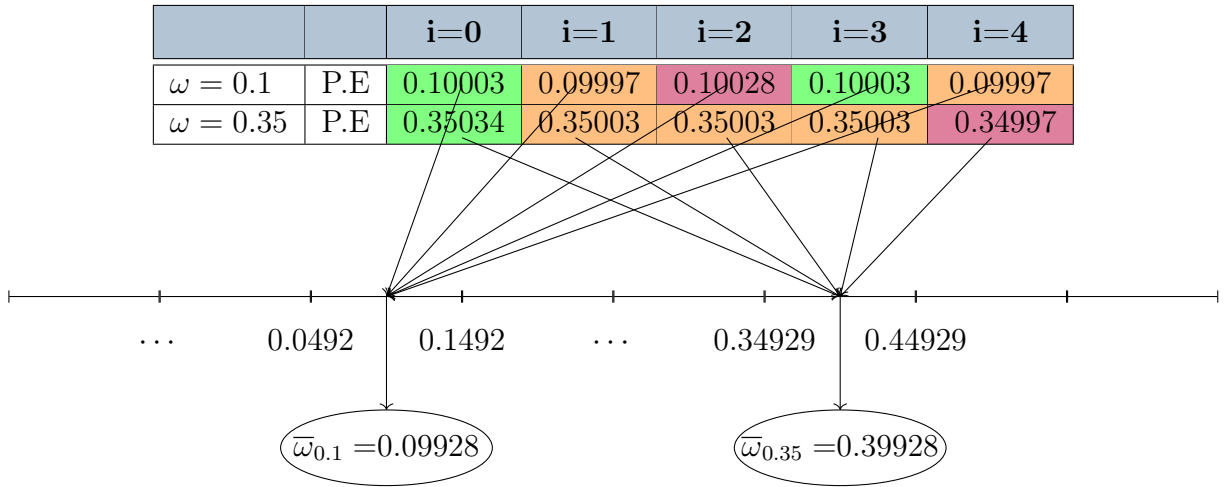 i=0 i=1 i=2 i=3 i=4
ω = 0.1 P.E 0.10003 0.09997 0.10028 0.10003 0.09997
ω = 0.35 P.E 0.35034 0.35003 0.35003 0.35003 0.34997
⋯ 0.0492 0.1492 ⋯ 0.34929 0.44929
ω̅₀.₁ =0.09928 ω̅₀.₃₅ =0.39928